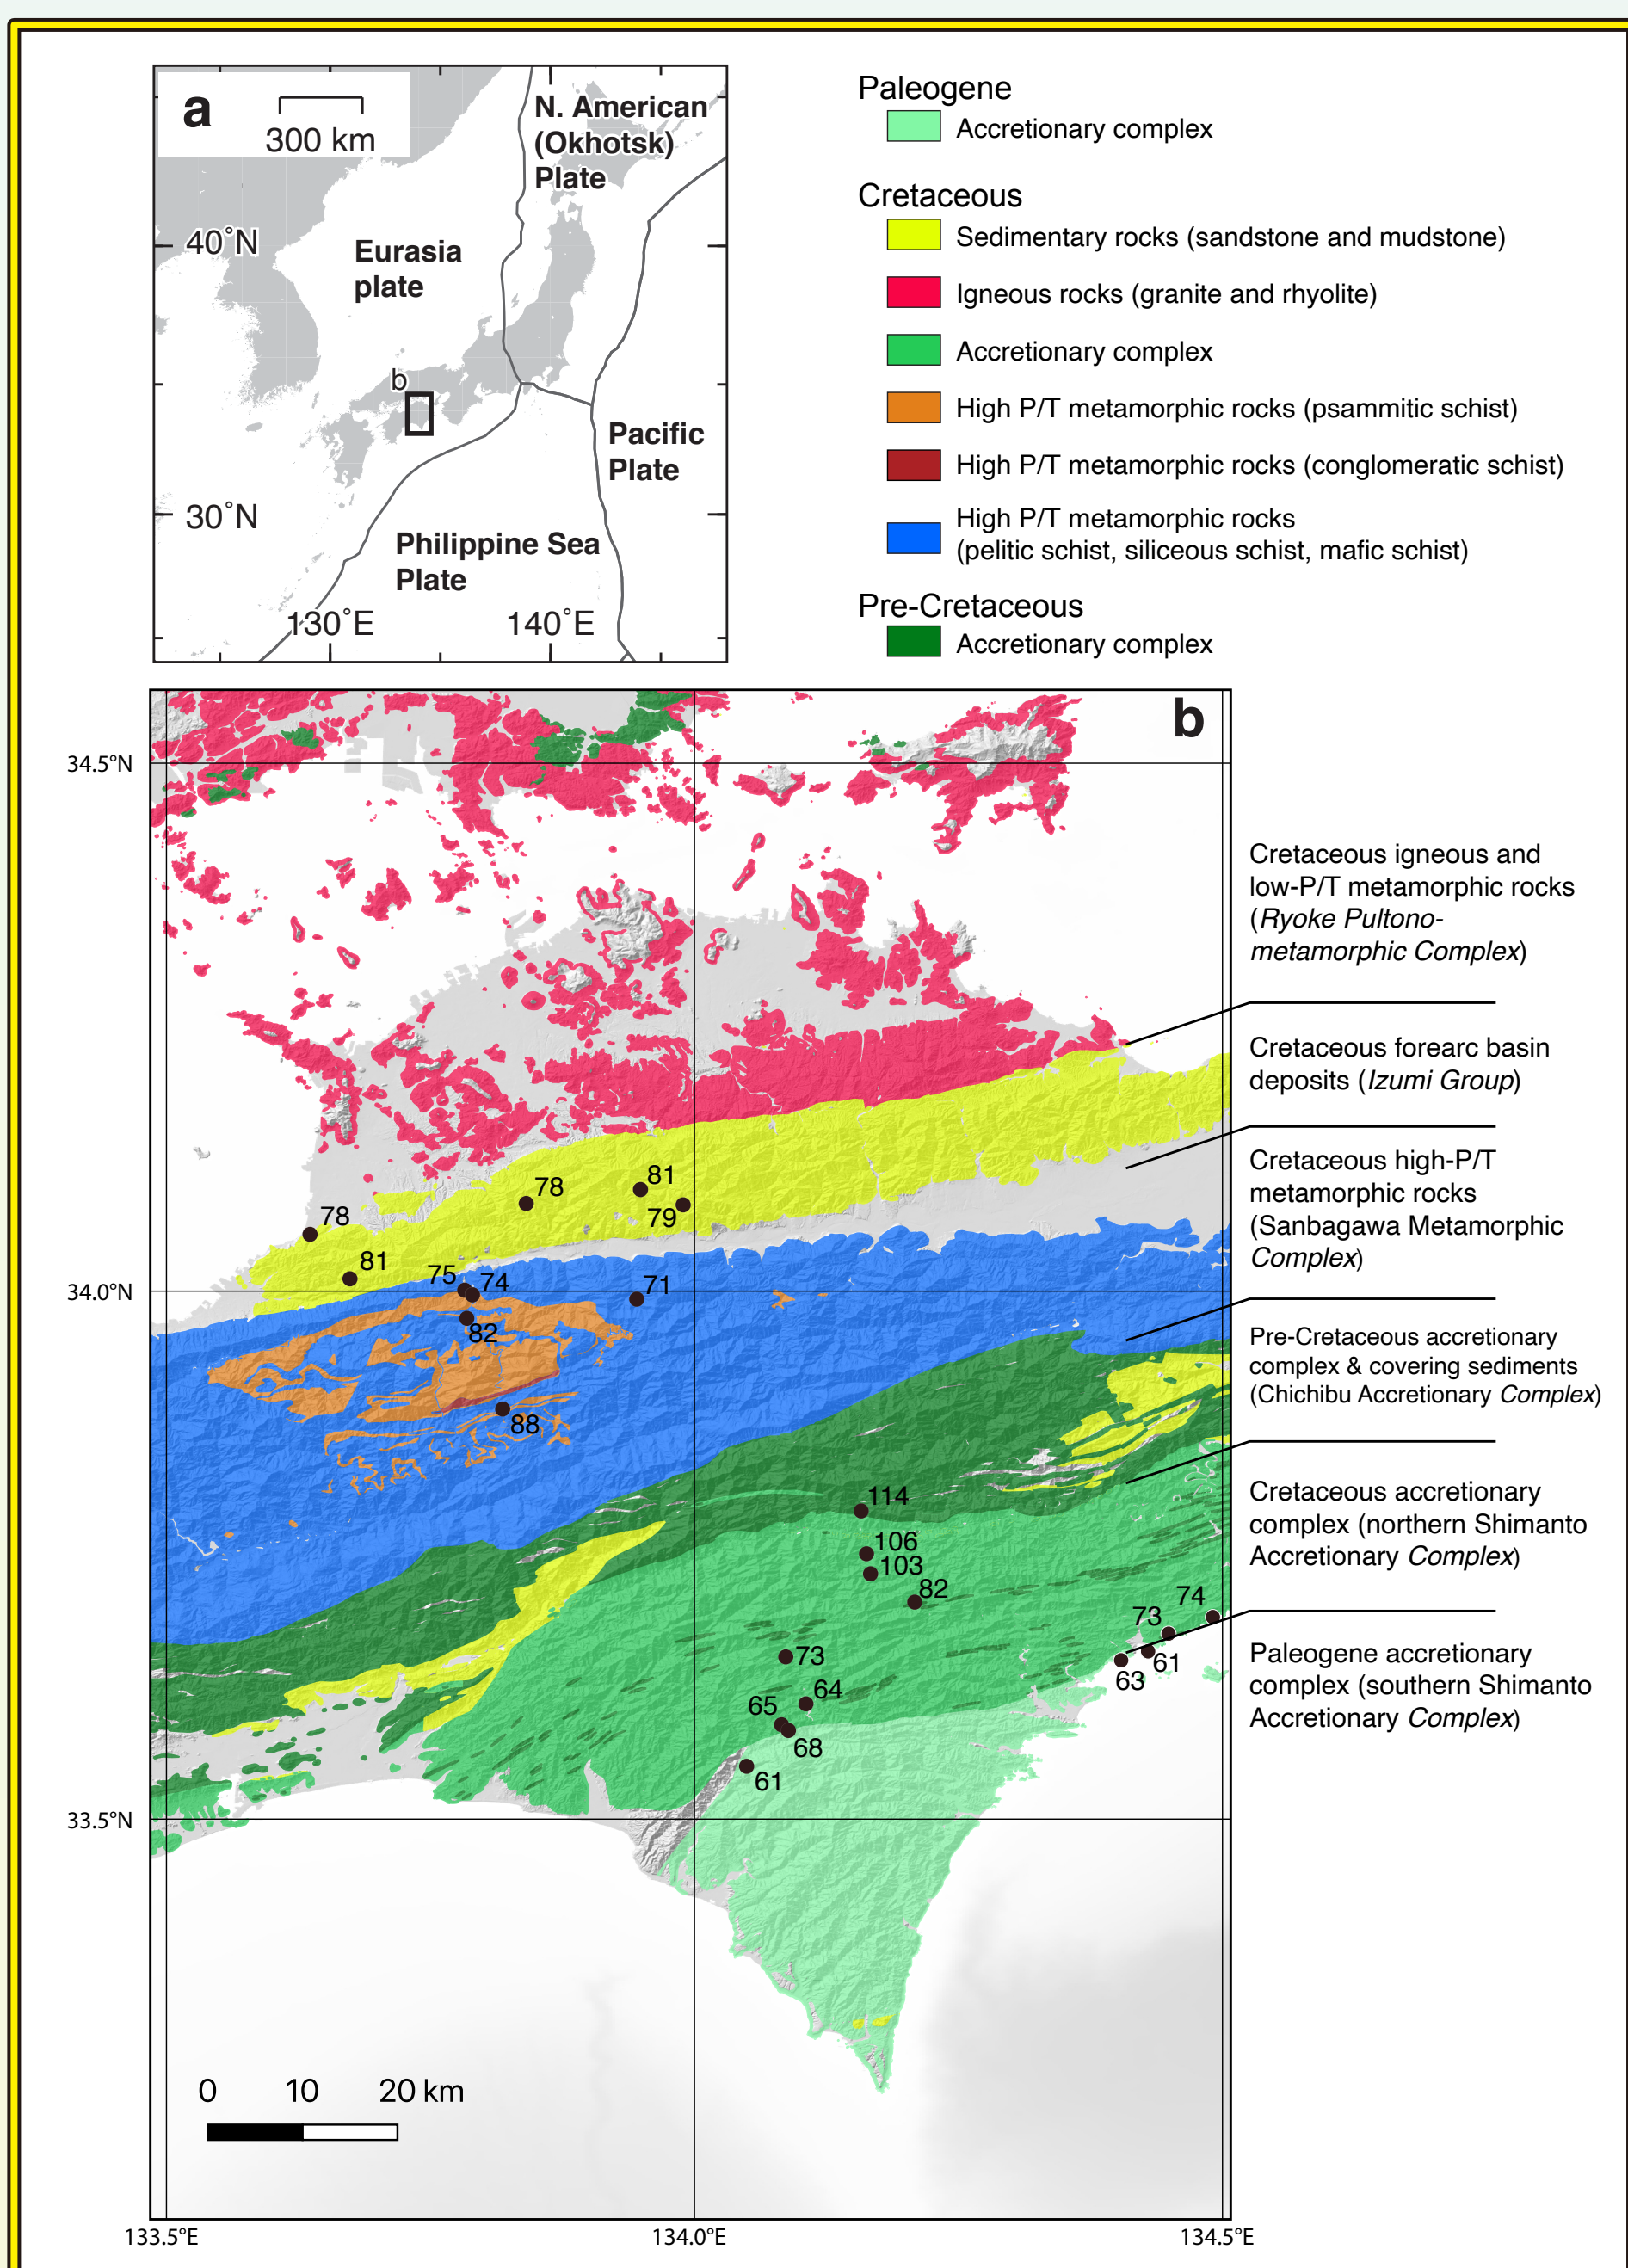 a
300 km
N. American
(Okhotsk)
Plate
40˚N
Eurasia
plate
b
Pacific
Plate
30˚N
Philippine Sea
Plate
130˚E
140˚E
Paleogene
Accretionary complex
Cretaceous
Sedimentary rocks (sandstone and mudstone)
Igneous rocks (granite and rhyolite)
Accretionary complex
High P/T metamorphic rocks (psammitic schist)
High P/T metamorphic rocks (conglomeratic schist)
High P/T metamorphic rocks
(pelitic schist, siliceous schist, mafic schist)
Pre-Cretaceous
Accretionary complex
b
34.5°N
34.0°N
33.5°N
78
81
78
81
79
75
74
82
71
88
114
106
103
82
73
64
65
68
61
74
73
61
63
0
10
20 km
133.5°E
134.0°E
134.5°E
Cretaceous igneous and
low-P/T metamorphic rocks
(Ryoke Pultono-
metamorphic Complex)
Cretaceous forearc basin
deposits (Izumi Group)
Cretaceous high-P/T
metamorphic rocks
(Sanbagawa Metamorphic
Complex)
Pre-Cretaceous accretionary
complex & covering sediments
(Chichibu Accretionary Complex)
Cretaceous accretionary
complex (northern Shimanto
Accretionary Complex)
Paleogene accretionary
complex (southern Shimanto
Accretionary Complex)